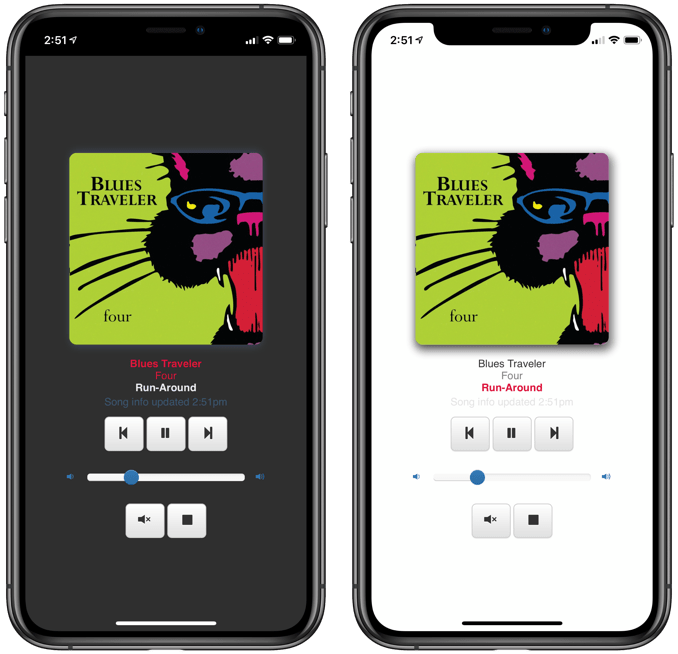 2:51
BLUES
TRAVELER
four
Blues Traveler
Four
Run-Around
Song info updated 2:51pm
2:51
BLUES
TRAVELER
four
Blues Traveler
Four
Run-Around
Song info updated 2:51pm